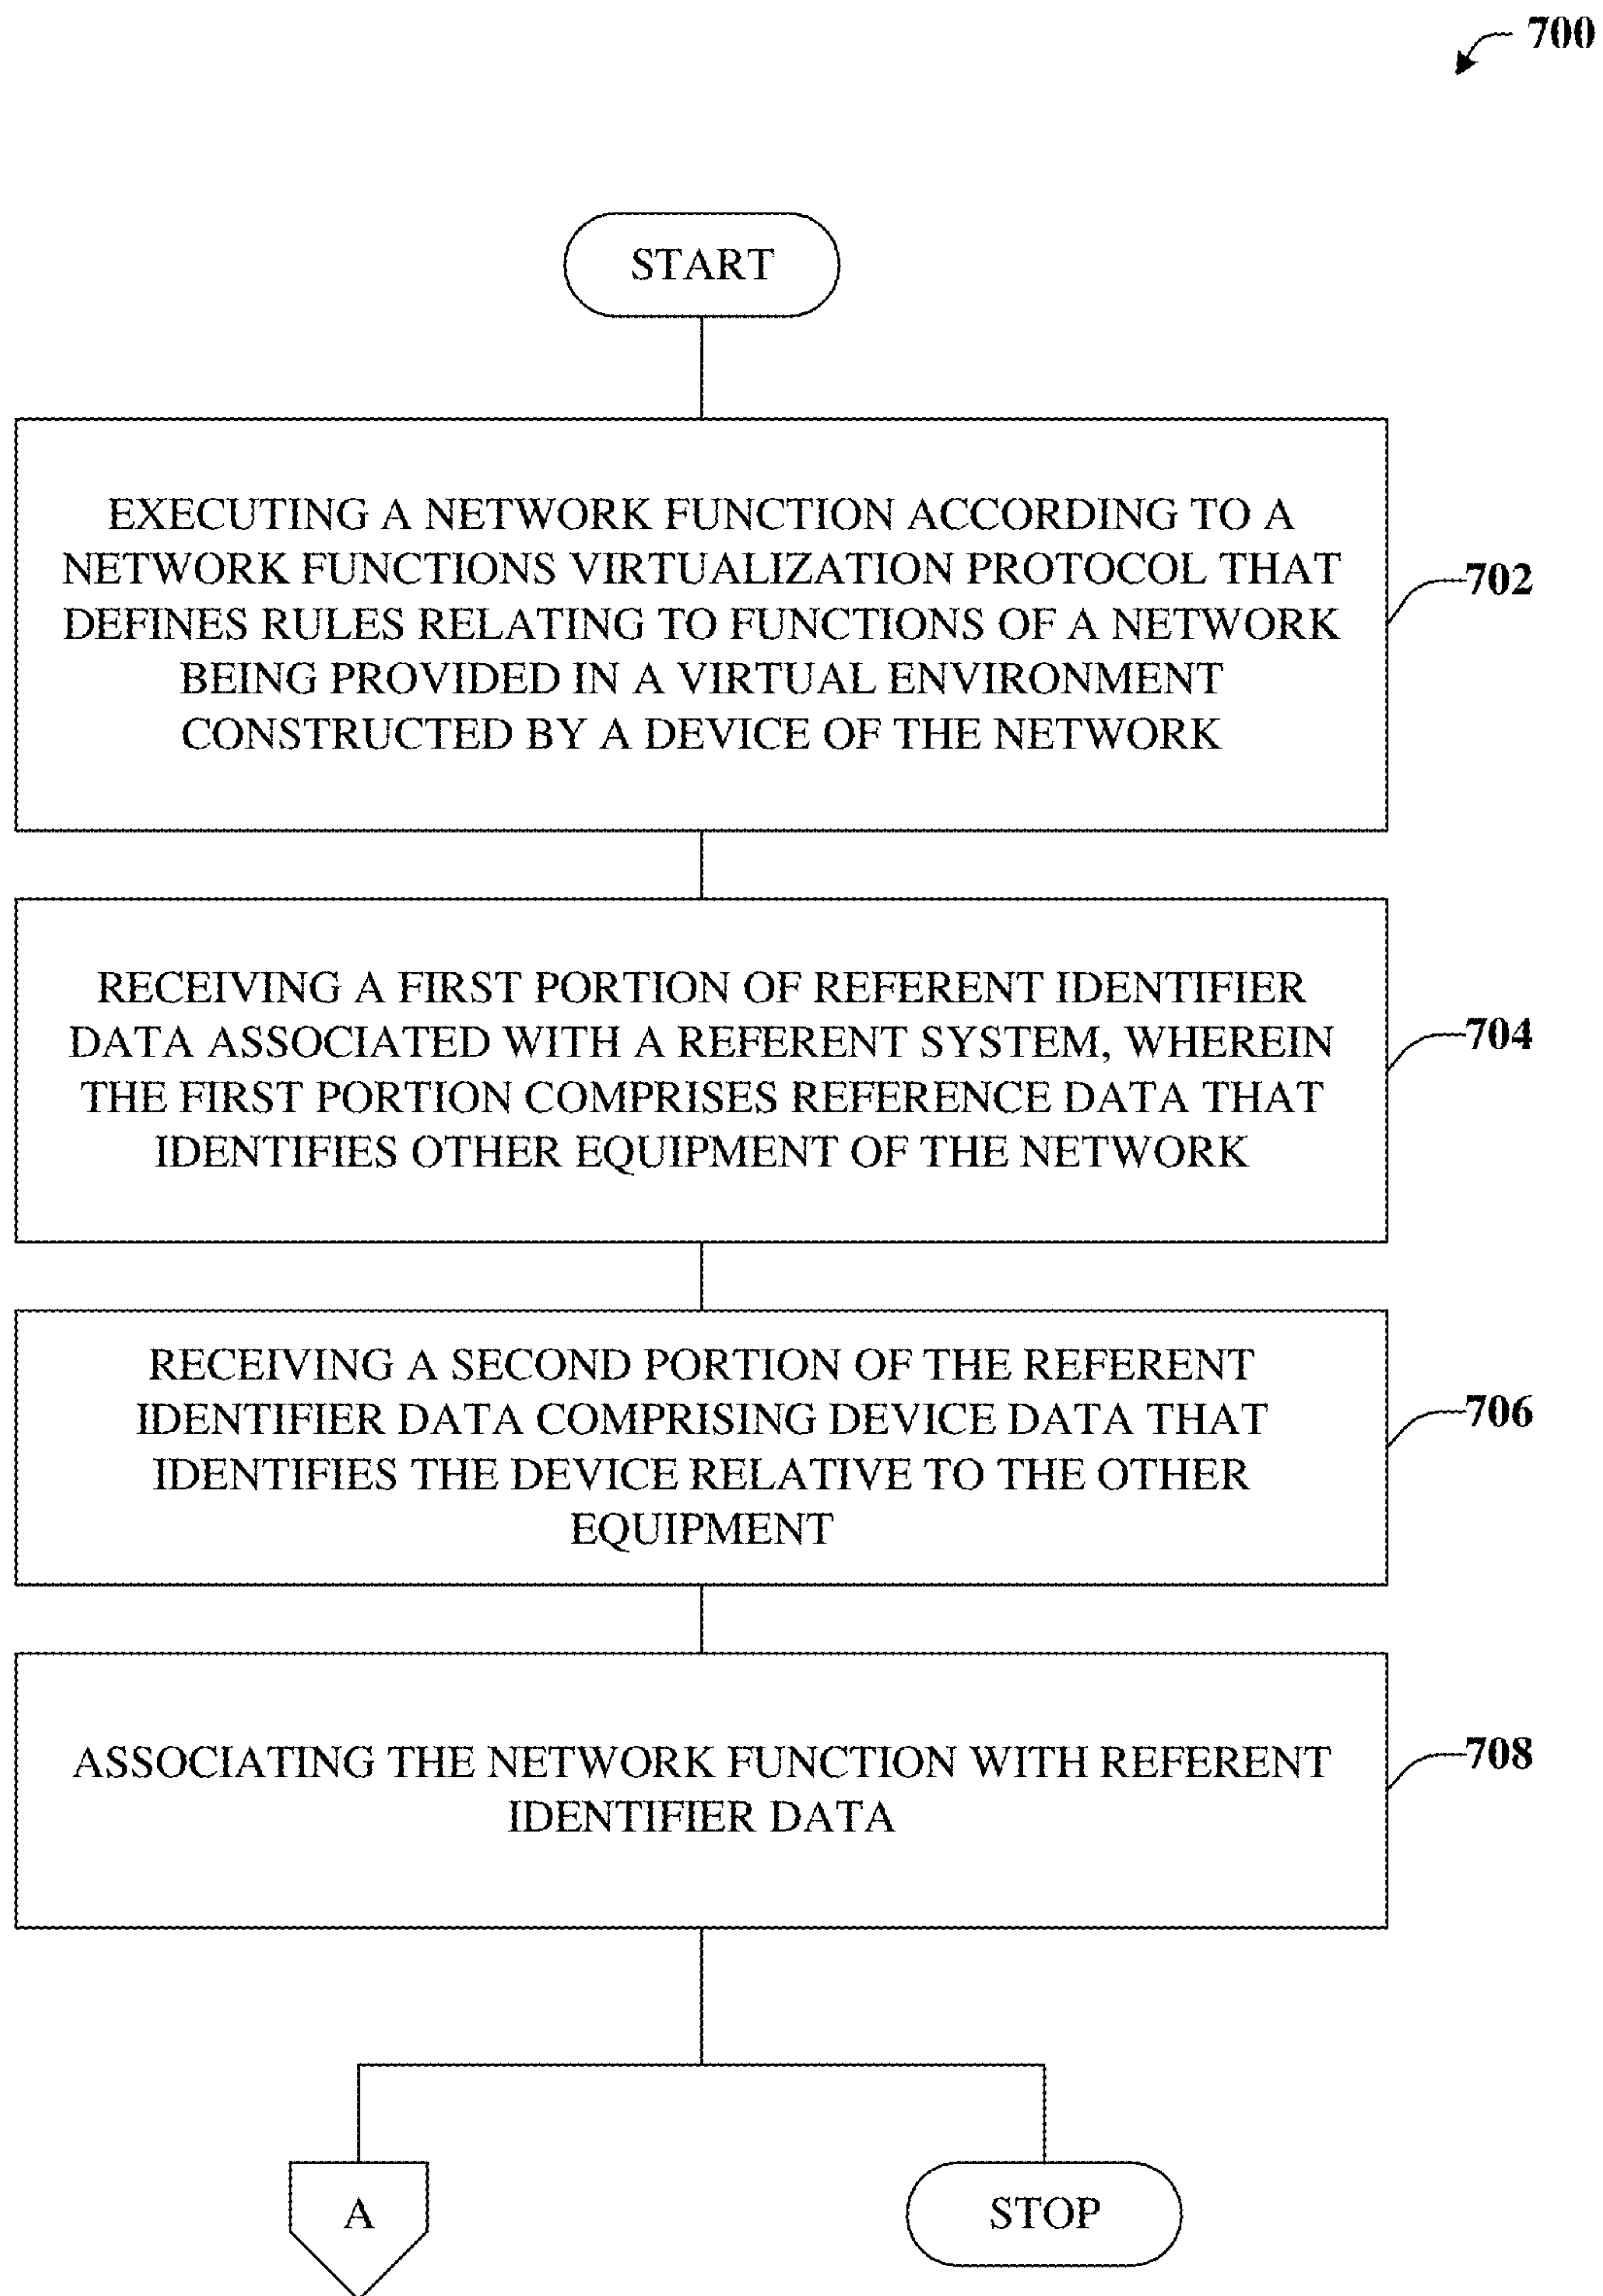 700
START
EXECUTING A NETWORK FUNCTION ACCORDING TO A
NETWORK FUNCTIONS VIRTUALIZATION PROTOCOL THAT
DEFINES RULES RELATING TO FUNCTIONS OF A NETWORK
BEING PROVIDED IN A VIRTUAL ENVIRONMENT
CONSTRUCTED BY A DEVICE OF THE NETWORK
702
RECEIVING A FIRST PORTION OF REFERENT IDENTIFIER
DATA ASSOCIATED WITH A REFERENT SYSTEM, WHEREIN
THE FIRST PORTION COMPRISES REFERENCE DATA THAT
IDENTIFIES OTHER EQUIPMENT OF THE NETWORK
704
RECEIVING A SECOND PORTION OF THE REFERENT
IDENTIFIER DATA COMPRISING DEVICE DATA THAT
IDENTIFIES THE DEVICE RELATIVE TO THE OTHER
EQUIPMENT
706
ASSOCIATING THE NETWORK FUNCTION WITH REFERENT
IDENTIFIER DATA
708
A
STOP